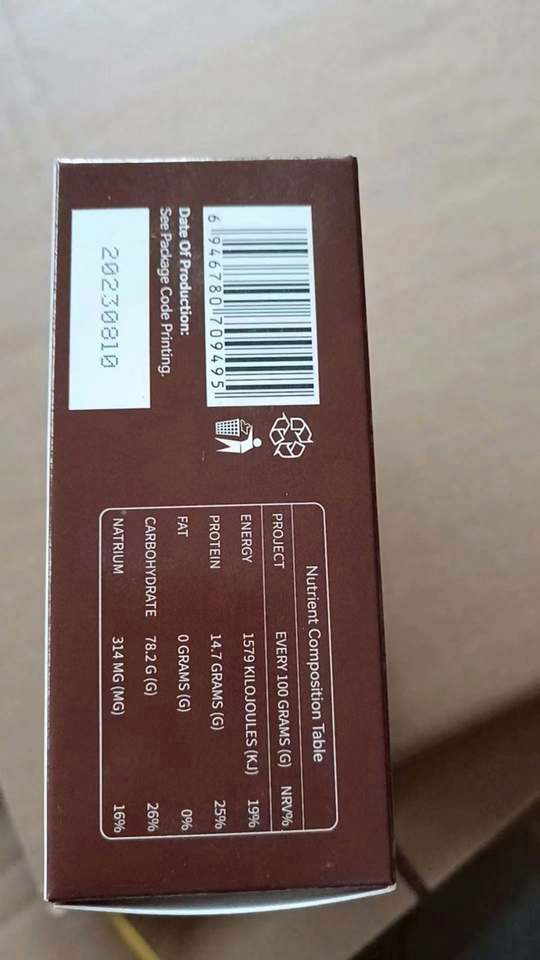 6 946780 709495
Date Of Production:
See Package Code Printing.
20230810
Nutrient Composition Table
PROJECT EVERY 100 GRAMS (G) NRV%
ENERGY 1579 KILOJOULES (KJ) 19%
PROTEIN 14.7 GRAMS (G) 25%
FAT 0 GRAMS (G) 0%
CARBOHYDRATE 78.2 G (G) 26%
NATRIUM 314 MG (MG) 16%